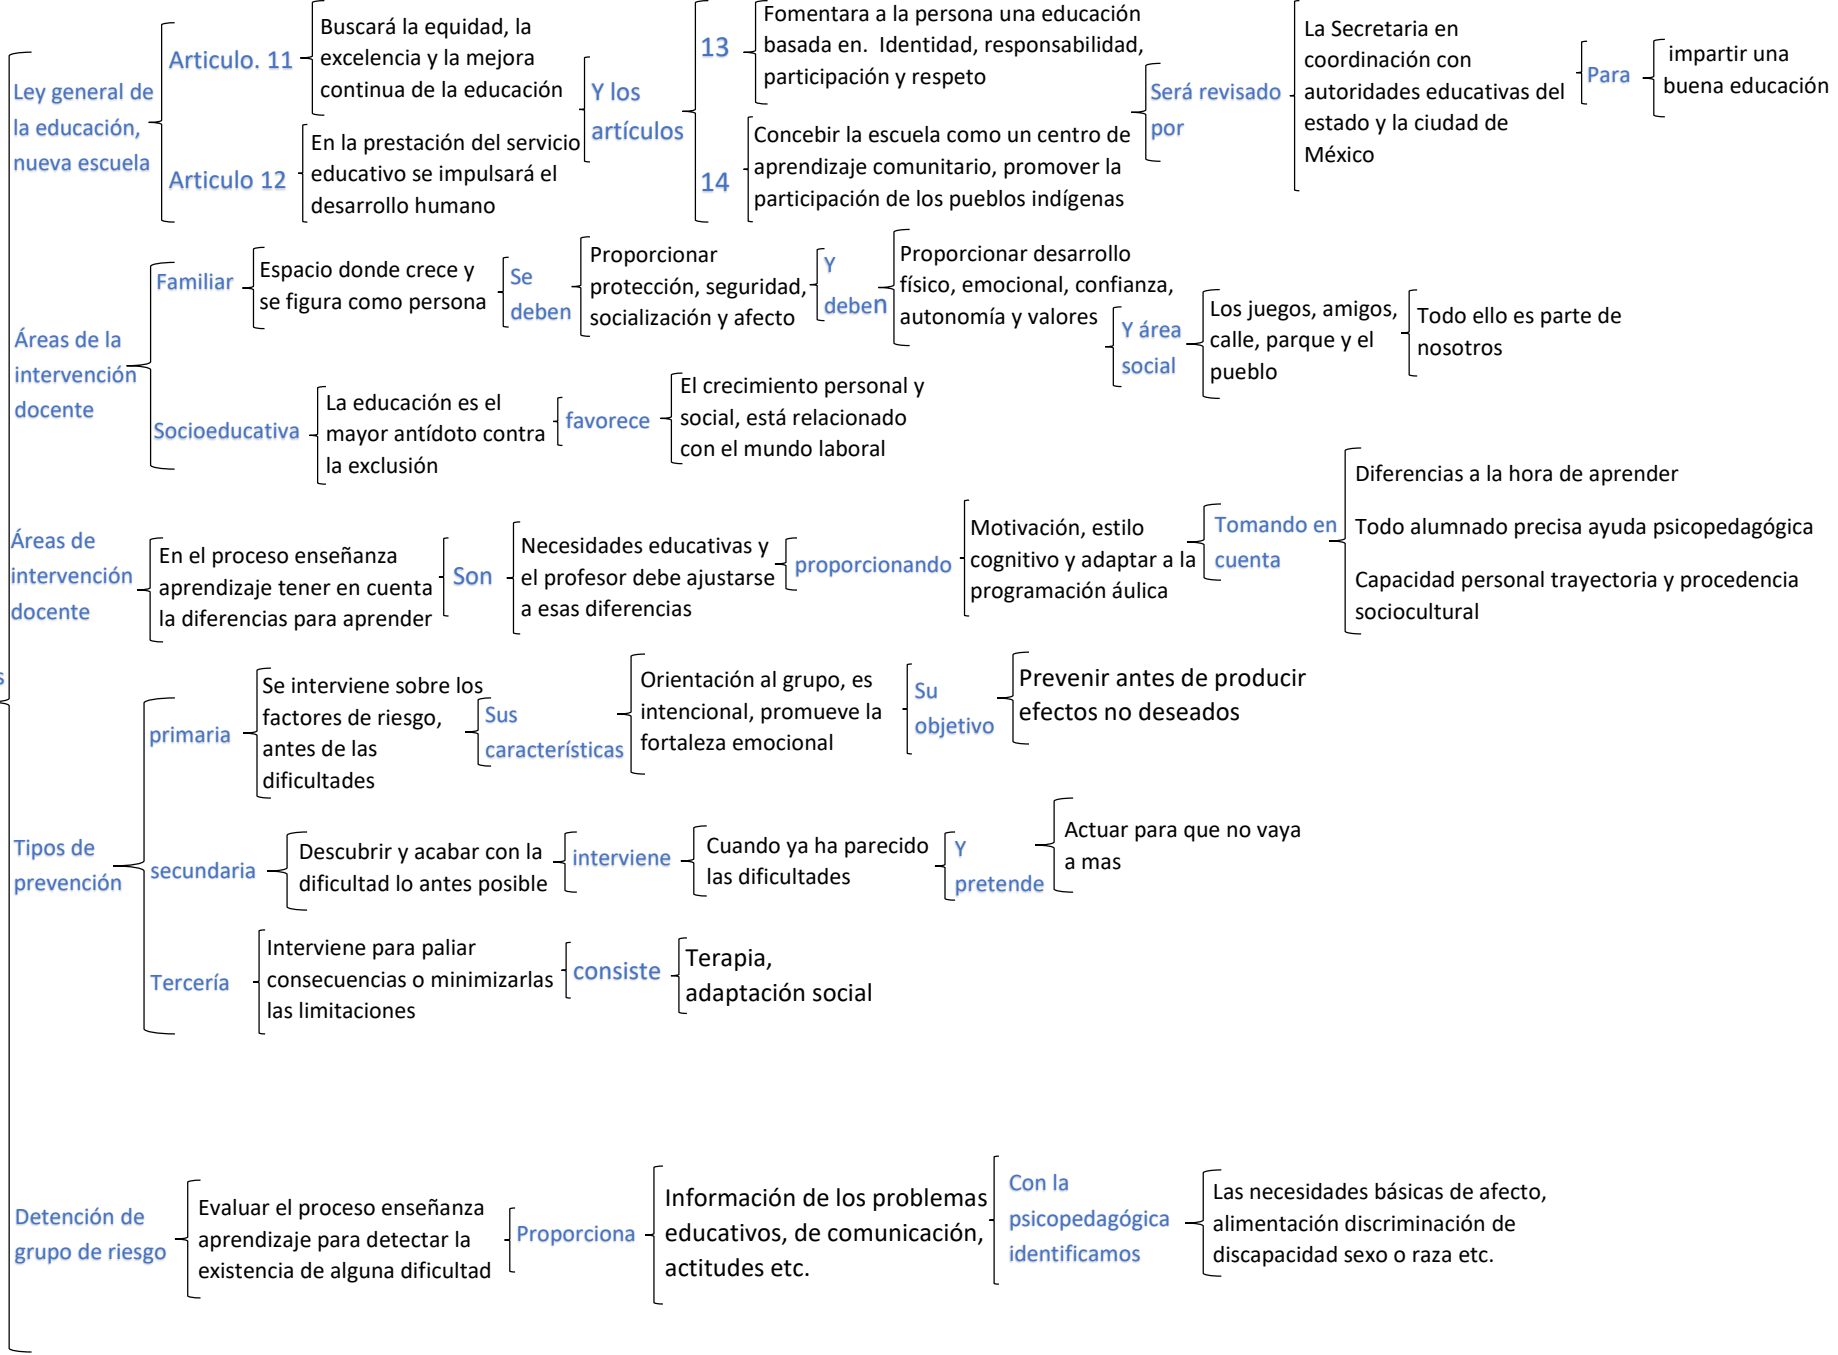 Ley general de
la educación,
nueva escuela
Articulo. 11
Buscará la equidad, la
excelencia y la mejora
continua de la educación
Articulo 12
En la prestación del servicio
educativo se impulsará el
desarrollo humano
Y los
artículos
13
Fomentara a la persona una educación
basada en.  Identidad, responsabilidad,
participación y respeto
14
Concebir la escuela como un centro de
aprendizaje comunitario, promover la
participación de los pueblos indígenas
Será revisado
por
La Secretaria en
coordinación con
autoridades educativas del
estado y la ciudad de
México
Para
impartir una
buena educación
Áreas de la
intervención
docente
Familiar
Espacio donde crece y
se figura como persona
Se
deben
Proporcionar
protección, seguridad,
socialización y afecto
Y
deben
Proporcionar desarrollo
físico, emocional, confianza,
autonomía y valores
Y área
social
Los juegos, amigos,
calle, parque y el
pueblo
Todo ello es parte de
nosotros
Socioeducativa
La educación es el
mayor antídoto contra
la exclusión
favorece
El crecimiento personal y
social, está relacionado
con el mundo laboral
Áreas de
intervención
docente
En el proceso enseñanza
aprendizaje tener en cuenta
la diferencias para aprender
Son
Necesidades educativas y
el profesor debe ajustarse
a esas diferencias
proporcionando
Motivación, estilo
cognitivo y adaptar a la
programación áulica
Tomando en
cuenta
Diferencias a la hora de aprender
Todo alumnado precisa ayuda psicopedagógica
Capacidad personal trayectoria y procedencia
sociocultural
s
Tipos de
prevención
primaria
Se interviene sobre los
factores de riesgo,
antes de las
dificultades
Sus
características
Orientación al grupo, es
intencional, promueve la
fortaleza emocional
Su
objetivo
Prevenir antes de producir
efectos no deseados
secundaria
Descubrir y acabar con la
dificultad lo antes posible
interviene
Cuando ya ha parecido
las dificultades
Y
pretende
Actuar para que no vaya
a mas
Tercería
Interviene para paliar
consecuencias o minimizarlas
las limitaciones
consiste
Terapia,
adaptación social
Detención de
grupo de riesgo
Evaluar el proceso enseñanza
aprendizaje para detectar la
existencia de alguna dificultad
Proporciona
Información de los problemas
educativos, de comunicación,
actitudes etc.
Con la
psicopedagógica
identificamos
Las necesidades básicas de afecto,
alimentación discriminación de
discapacidad sexo o raza etc.